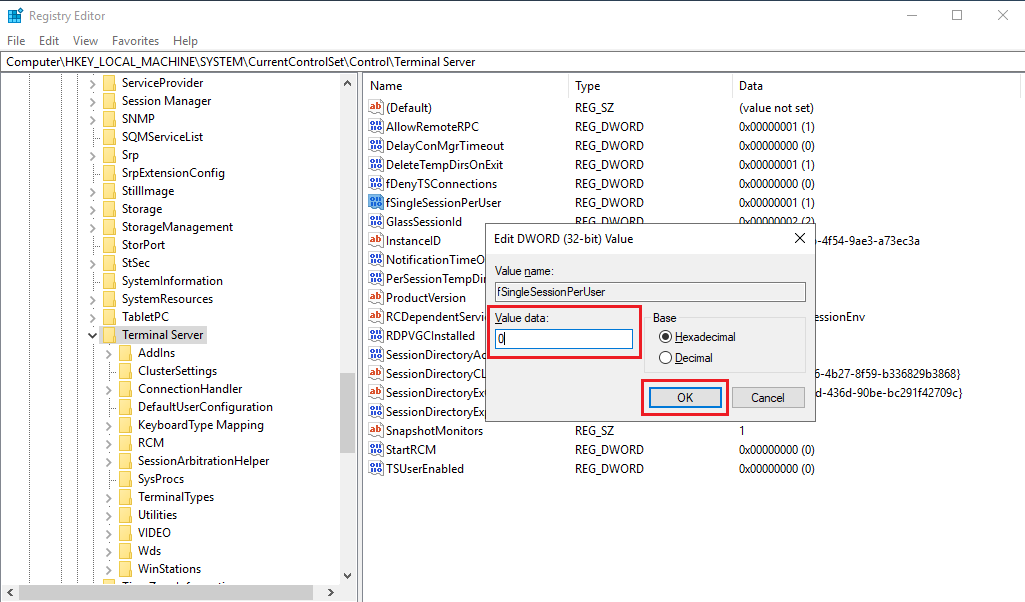 Registry Editor
File Edit View Favorites Help
Computer\HKEY_LOCAL_MACHINE\SYSTEM\CurrentControlSet\Control\Terminal Server
ServiceProvider
Session Manager
SNMP
SQMServiceList
Srp
SrpExtensionConfig
StillImage
Storage
StorageManagement
StorPort
StSec
SystemInformation
SystemResources
TabletPC
Terminal Server
AddIns
ClusterSettings
ConnectionHandler
DefaultUserConfiguration
KeyboardType Mapping
RCM
SessionArbitrationHelper
SysProcs
TerminalTypes
Utilities
VIDEO
Wds
WinStations
Name Type Data
(Default) REG_SZ (value not set)
AllowRemoteRPC REG_DWORD 0x00000001 (1)
DelayConMgrTimeout REG_DWORD 0x00000000 (0)
DeleteTempDirsOnExit REG_DWORD 0x00000001 (1)
fDenyTSConnections REG_DWORD 0x00000000 (0)
fSingleSessionPerUser REG_DWORD 0x00000001 (1)
GlassSessionId REG_DWORD 0x00000002 (2)
InstanceID -4f54-9ae3-a73ec3a
NotificationTimeO
PerSessionTempDir
ProductVersion
RCDependentServic essionEnv
RDPVGCInstalled
SessionDirectoryAc
SessionDirectoryCL 6-4b27-8f59-b336829b3868}
SessionDirectoryExp d-436d-90be-bc291f42709c}
SessionDirectoryExp
SnapshotMonitors REG_SZ 1
StartRCM REG_DWORD 0x00000000 (0)
TSUserEnabled REG_DWORD 0x00000000 (0)
Edit DWORD (32-bit) Value
Value name:
fSingleSessionPerUser
Value data:
0
Base
Hexadecimal
Decimal
OK Cancel